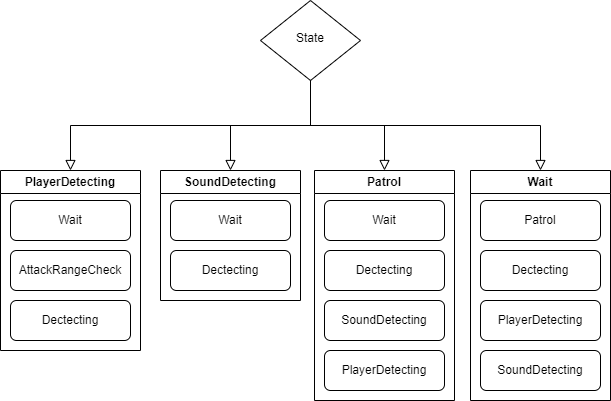 State
PlayerDetecting
Wait
AttackRangeCheck
Dectecting
SoundDetecting
Wait
Dectecting
Patrol
Wait
Dectecting
SoundDetecting
PlayerDetecting
Wait
Patrol
Dectecting
PlayerDetecting
SoundDetecting